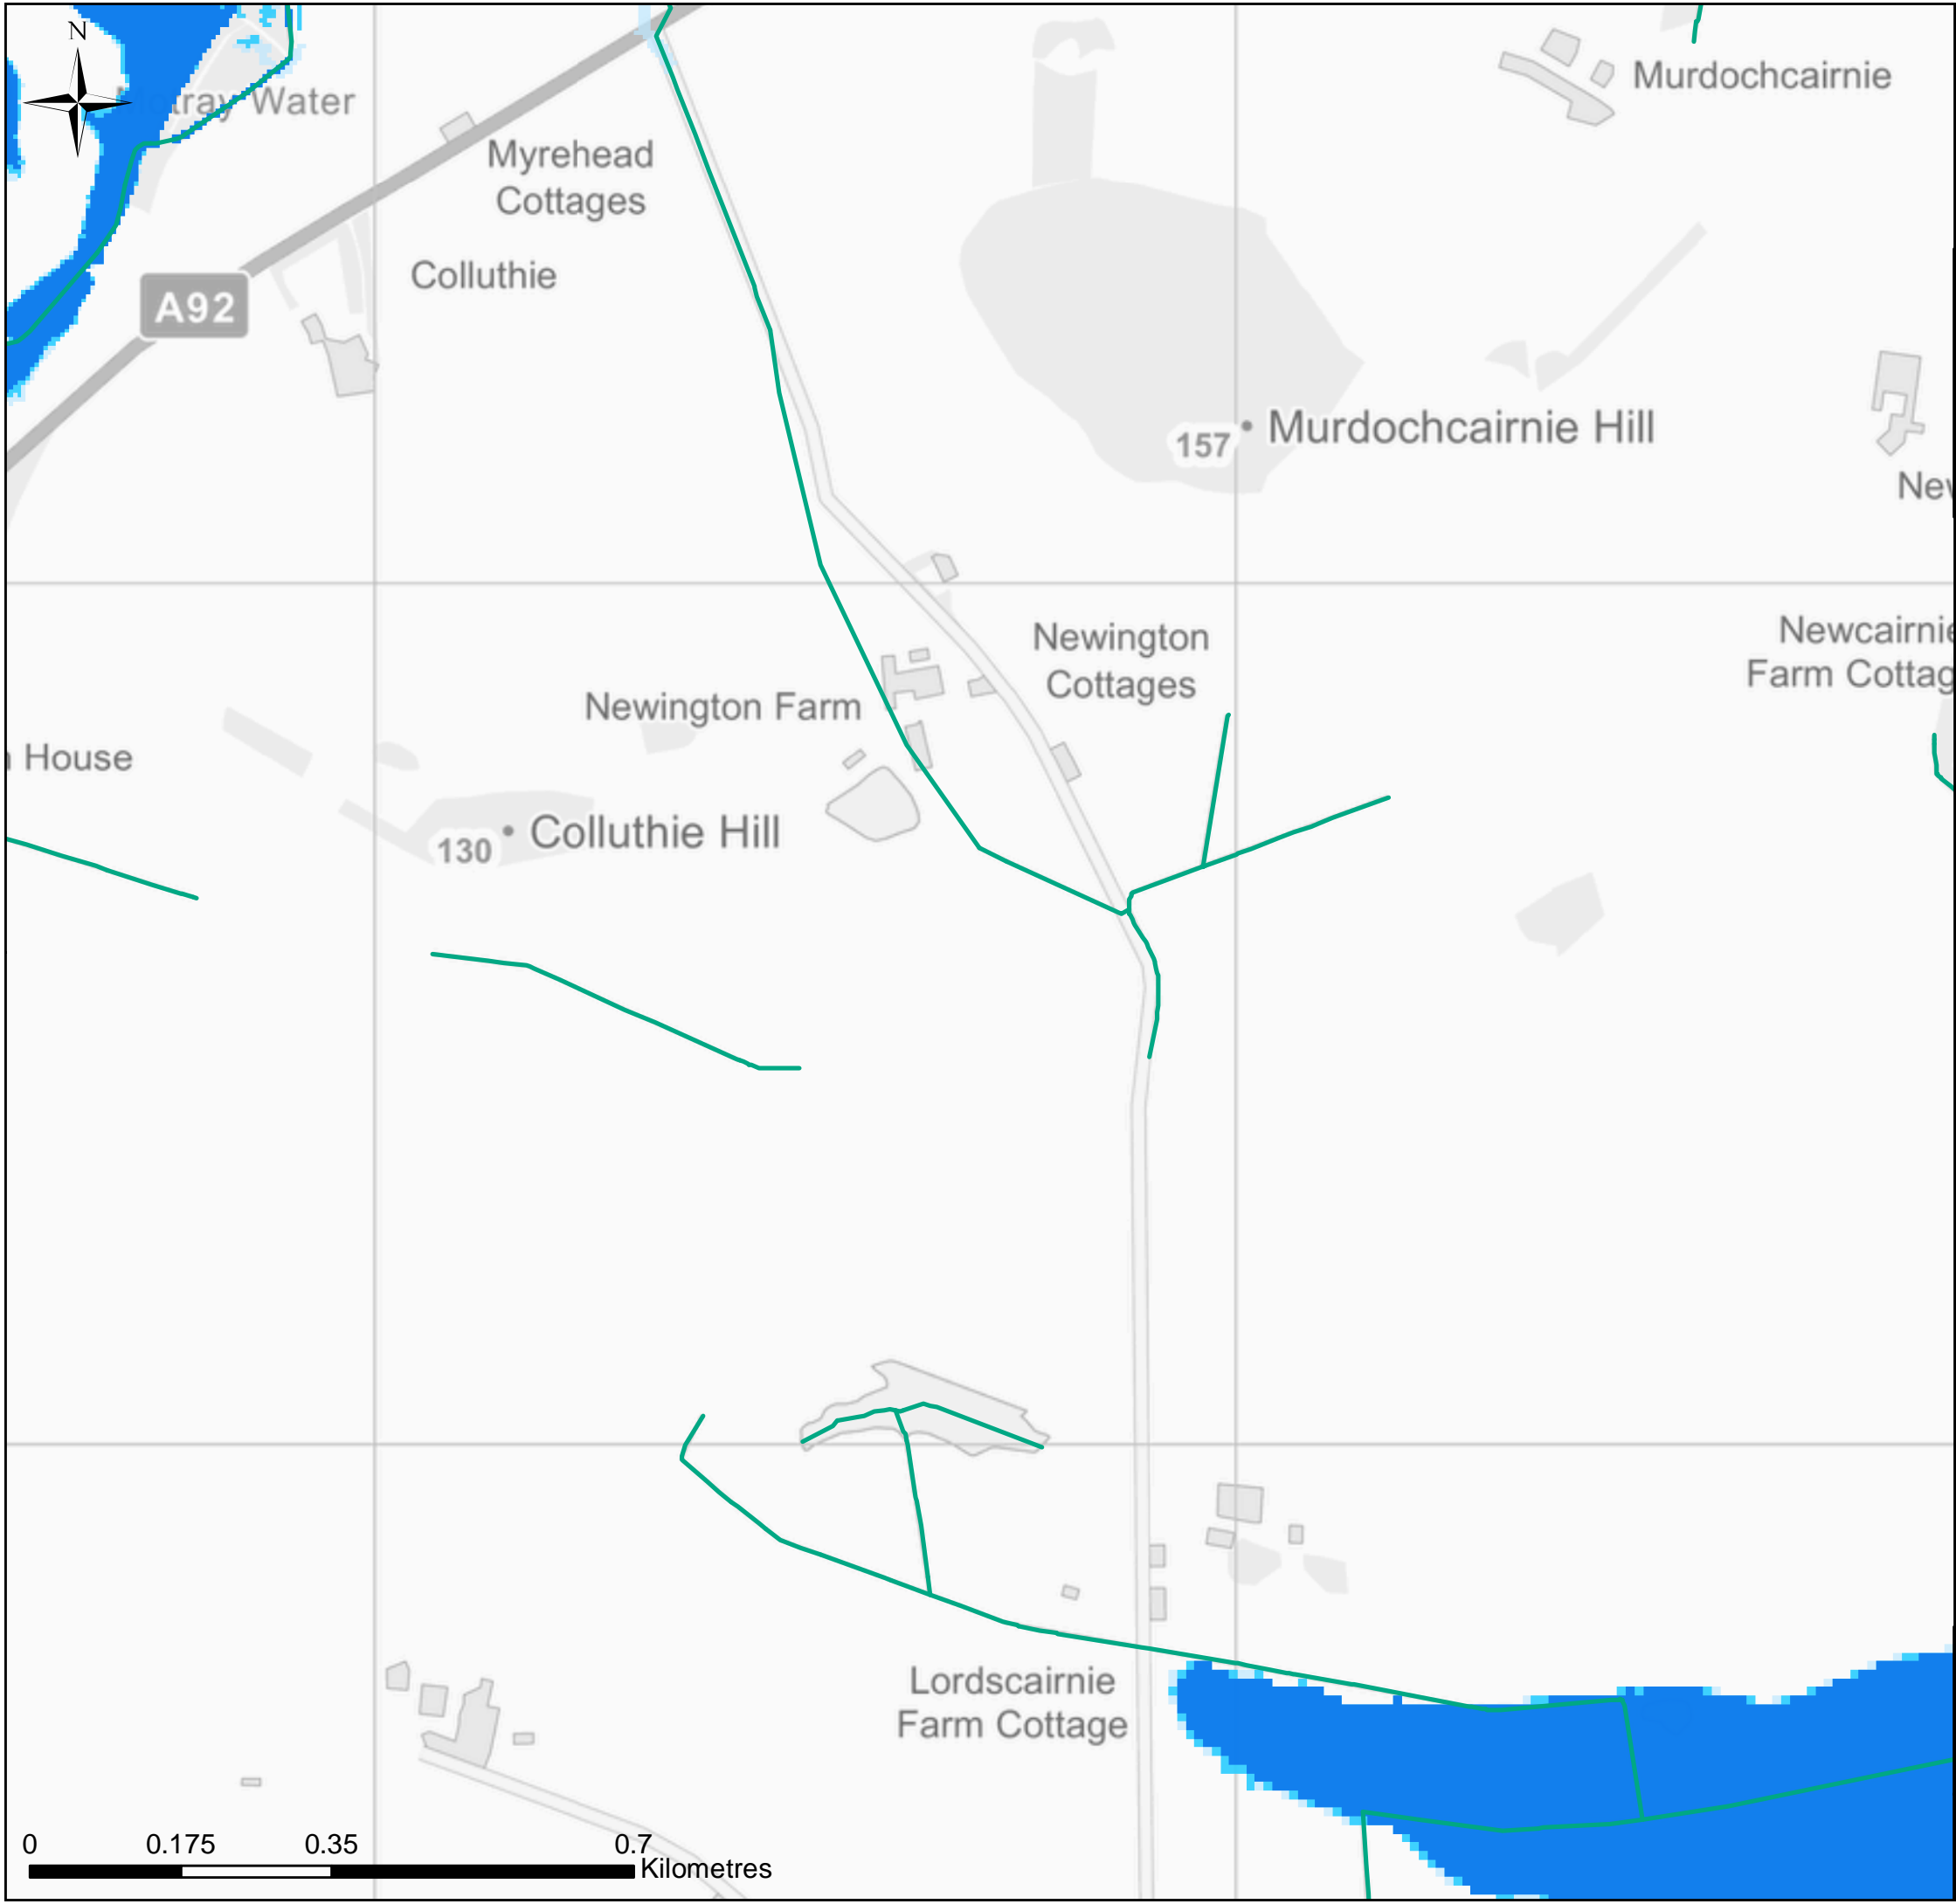 N
Murdochcairnie
Water
Myrehead
Cottages
Colluthie
A92
157
Murdochcairnie Hill
Newington
Cottages
Newington Farm
Farm
House
130
Colluthie Hill
Lordscairnie
Farm Cottage
0
0.175
0.35
0.7
Kilometres